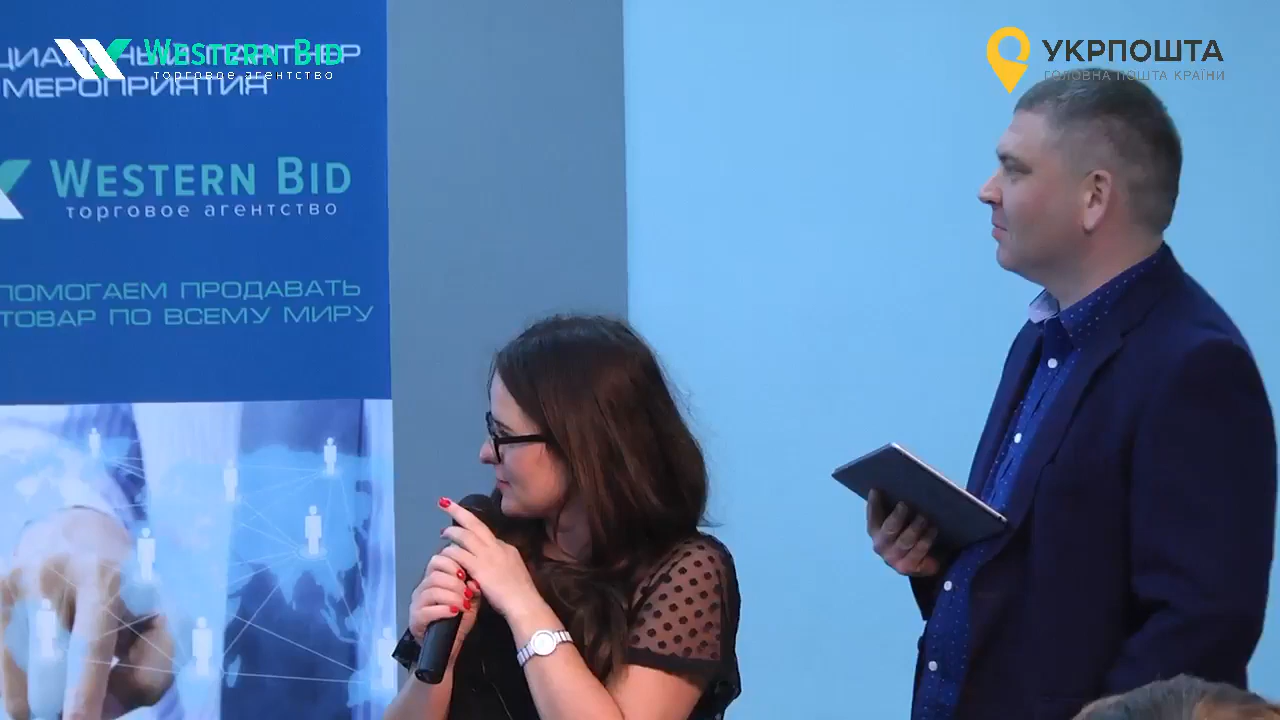 WESTERN BID
торговое агентство
УКРПОШТА
ГОЛОВНА ПОШТА КРАЇНИ
ПАРТНЕР
МЕРОПРИЯТИЯ
WESTERN BID
торговое агентство
ПОМОГАЕМ ПРОДАВАТЬ
ТОВАР ПО ВСЕМУ МИРУ